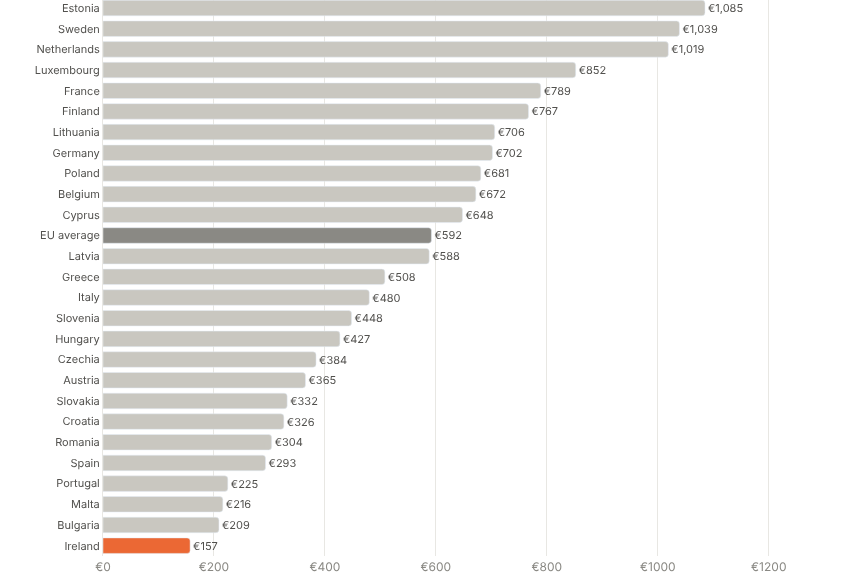 Estonia €1,085
Sweden €1,039
Netherlands €1,019
Luxembourg €852
France €789
Finland €767
Lithuania €706
Germany €702
Poland €681
Belgium €672
Cyprus €648
EU average €592
Latvia €588
Greece €508
Italy €480
Slovenia €448
Hungary €427
Czechia €384
Austria €365
Slovakia €332
Croatia €326
Romania €304
Spain €293
Portugal €225
Malta €216
Bulgaria €209
Ireland €157
€0 €200 €400 €600 €800 €1000 €1200